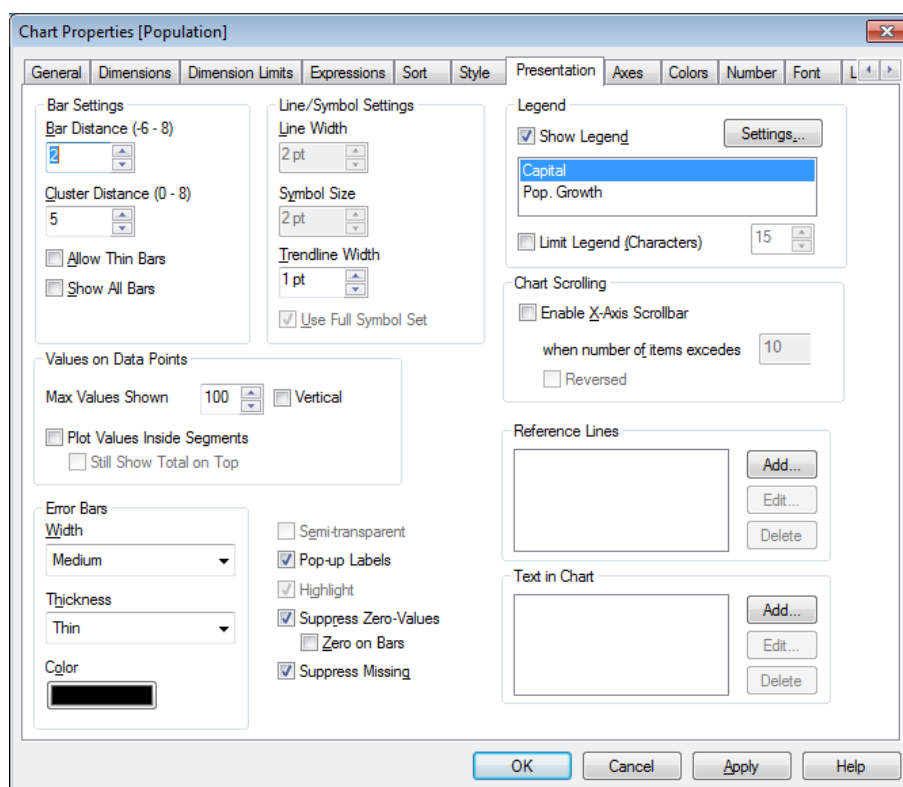 Chart Properties [Population]
General Dimensions Dimension Limits Expressions Sort Style Presentation Axes Colors Number Font L
Bar Settings
Bar Distance (-6 - 8)
2
Cluster Distance (0 - 8)
5
Allow Thin Bars
Show All Bars
Line/Symbol Settings
Line Width
2 pt
Symbol Size
2 pt
Trendline Width
1 pt
Use Full Symbol Set
Legend
Show Legend Settings...
Capital
Pop. Growth
Limit Legend (Characters) 15
Chart Scrolling
Enable X-Axis Scrollbar
when number of items excedes 10
Reversed
Values on Data Points
Max Values Shown 100 Vertical
Plot Values Inside Segments
Still Show Total on Top
Reference Lines
Add...
Edit...
Delete
Error Bars
Width
Medium
Thickness
Thin
Color
Semi-transparent
Pop-up Labels
Highlight
Suppress Zero-Values
Zero on Bars
Suppress Missing
Text in Chart
Add...
Edit...
Delete
OK Cancel Apply Help